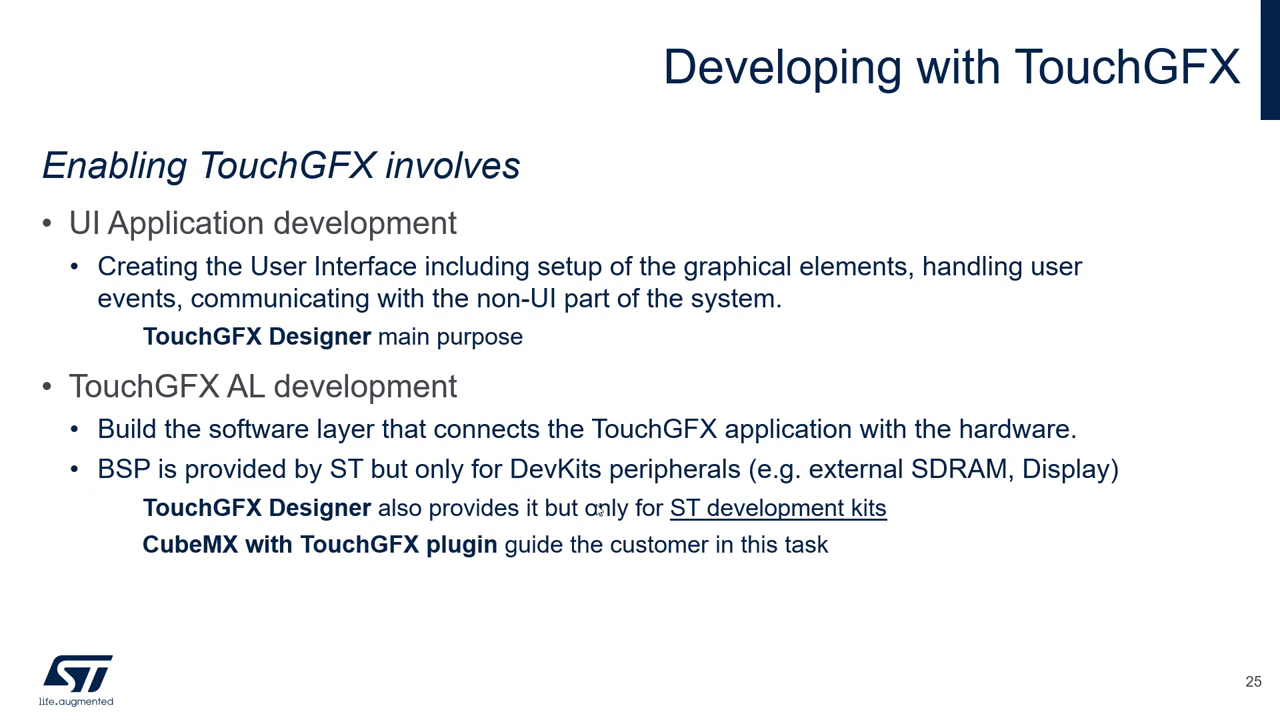 Developing with TouchGFX
Enabling TouchGFX involves
• UI Application development
• Creating the User Interface including setup of the graphical elements, handling user
events, communicating with the non-UI part of the system.
TouchGFX Designer main purpose
• TouchGFX AL development
• Build the software layer that connects the TouchGFX application with the hardware.
• BSP is provided by ST but only for DevKits peripherals (e.g. external SDRAM, Display)
TouchGFX Designer also provides it but only for ST development kits
CubeMX with TouchGFX plugin guide the customer in this task
ST
life.augmented
25